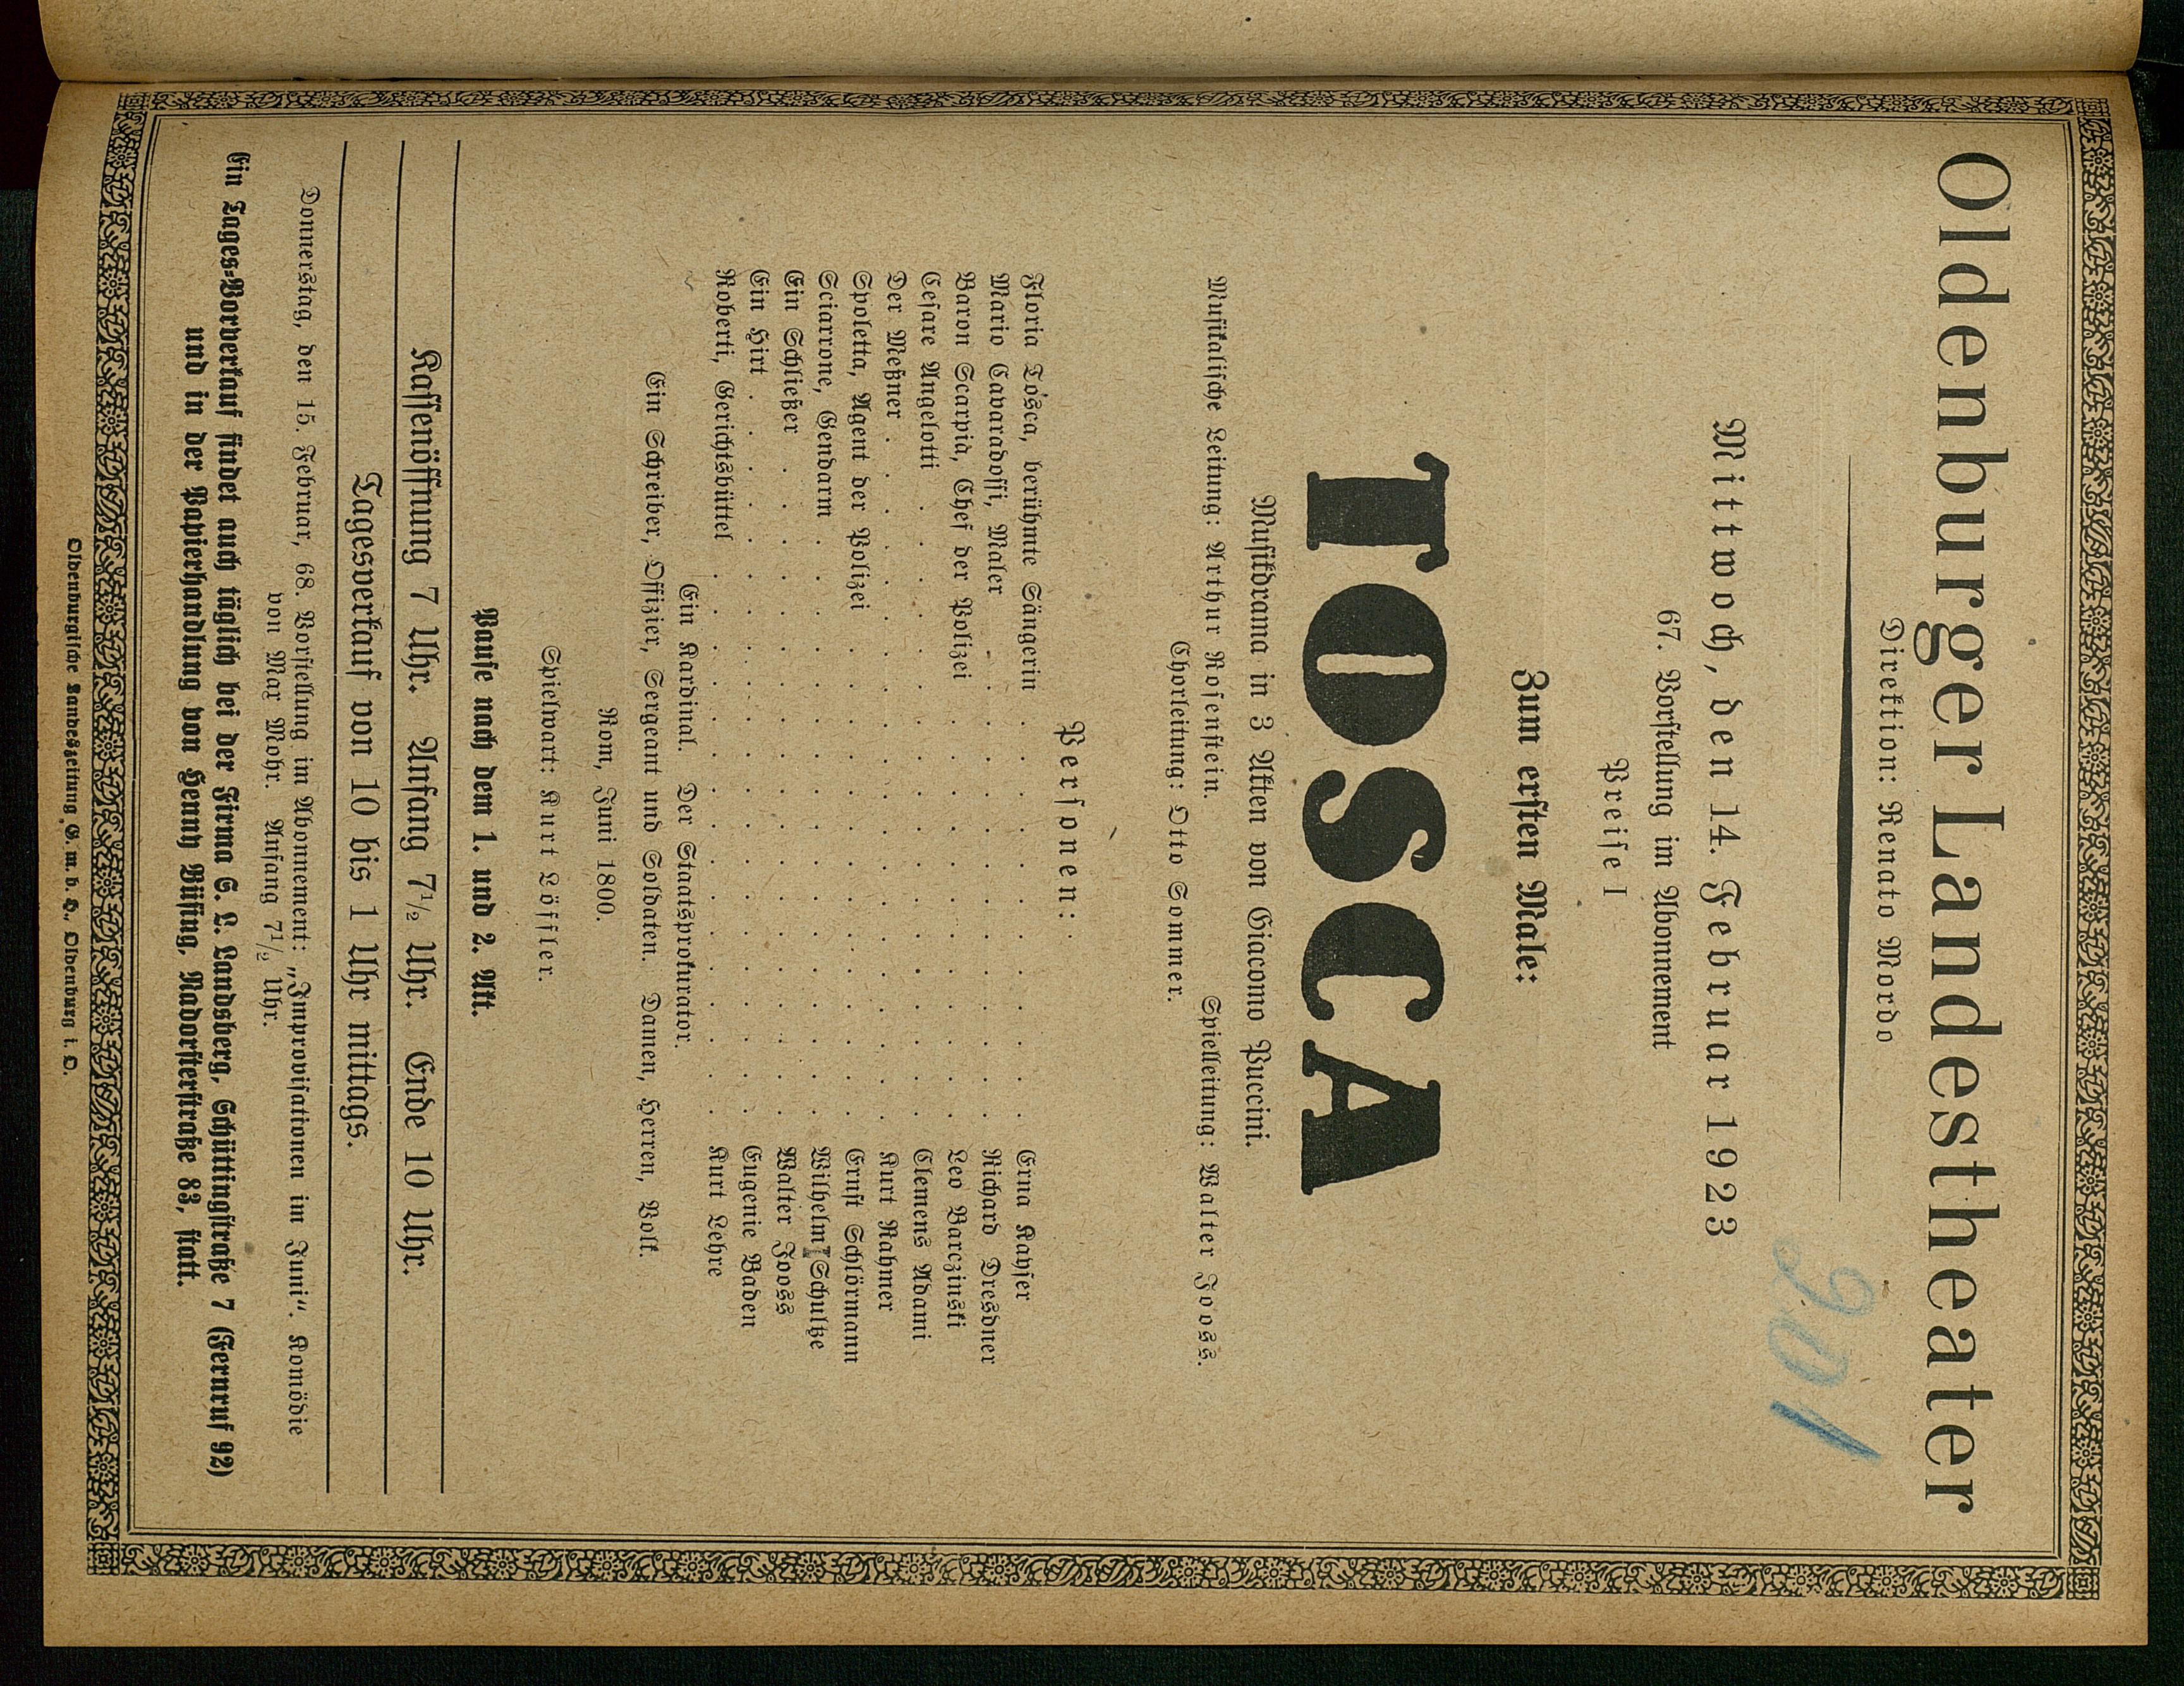 Oldenburger Landestheater
Direktion: Renato Mordo
901
Mittwoch, den 14. Februar 1923
67. Vorstellung im Abonnement
Preise I
Zum ersten Male:
TOSCA
Musikdrama in 3 Akten von Giacomo Puccini.
Musikalische Leitung: Arthur Rosenstein. Spielleitung: Walter Jooss.
Chorleitung: Otto Sommer.
Personen:
Floria Tosca, berühmte Sängerin . . . . . . Erna Kayser
Mario Cavaradossi, Maler . . . . . . Richard Dresdner
Baron Scarpia, Chef der Polizei . . . . . . Leo Barczinski
Cesare Angelotti . . . . . . Clemens Adami
Der Meßner . . . . . . Kurt Rahmer
Spoletta, Agent der Polizei . . . . . . Ernst Schlörmann
Sciarrone, Gendarm . . . . . . Wilhelm Schultze
Ein Schließer . . . . . . Walter Jooss
Ein Hirt . . . . . . Eugenie Baden
Roberti, Gerichtsbüttel . . . . . . Kurt Lehre
Ein Kardinal. Der Staatsprokurator.
Ein Schreiber, Offizier, Sergeant und Soldaten. Damen, Herren, Volk.
Rom, Juni 1800.
Spielwart: Kurt Löffler.
Pause nach dem 1. und 2. Akt.
Kassenöffnung 7 Uhr. Anfang 7½ Uhr. Ende 10 Uhr.
Tagesverkauf von 10 bis 1 Uhr mittags.
Donnerstag, den 15. Februar, 68. Vorstellung im Abonnement: „Improvisationen im Juni". Komödie
von Max Mohr. Anfang 7½ Uhr.
Ein Tages-Vorverkauf findet auch täglich bei der Firma G. L. Landsberg, Schüttingstraße 7 (Fernruf 92)
und in der Papierhandlung von Henny Büsing, Nadorsterstraße 83, statt.
Oldenburgische Landeszeitung G. m. b. H., Oldenburg i. O.